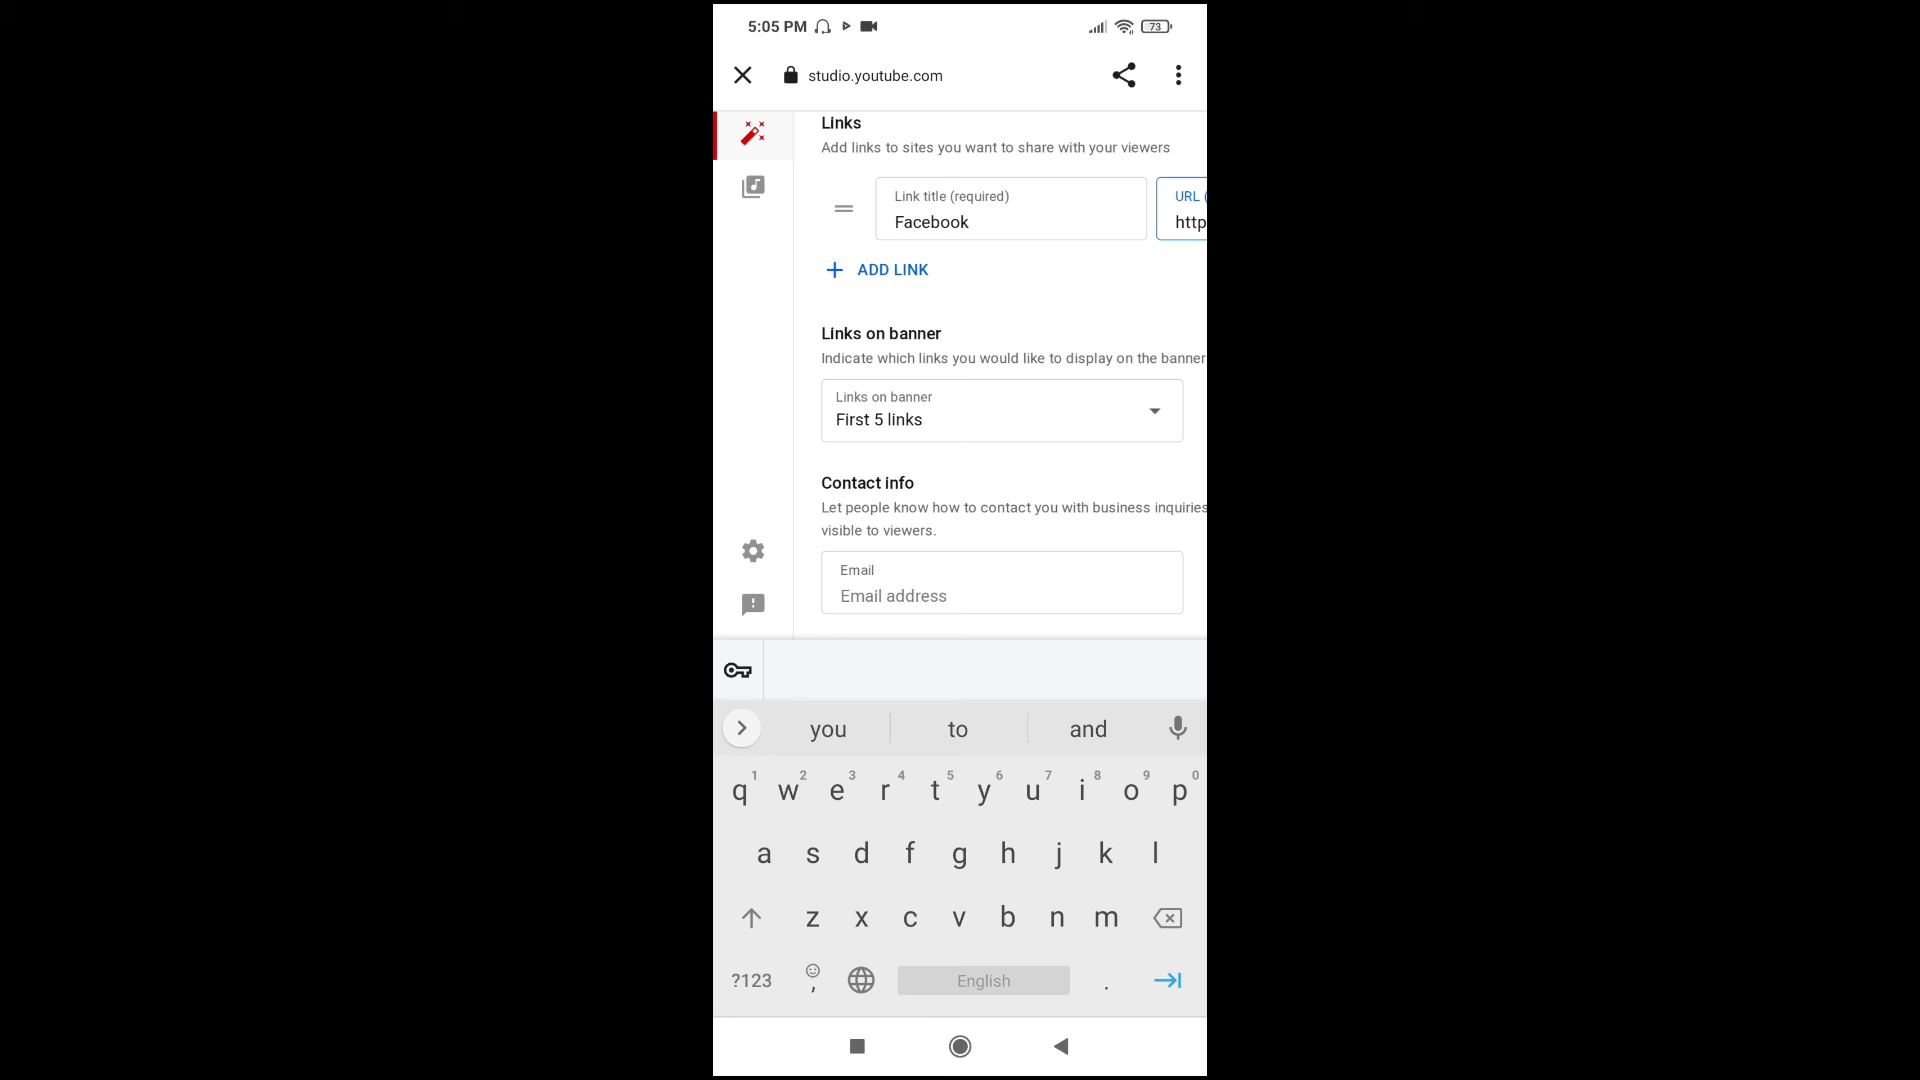 5:05 PM
73
studio.youtube.com
Links
Add links to sites you want to share with your viewers
Link title (required)
URL (
Facebook
http
ADD LINK
Links on banner
Indicate which links you would like to display on the banner
Links on banner
First 5 links
Contact info
Let people know how to contact you with business inquiries
visible to viewers.
Email
Email address
you to and
1 2 3 4 5 6 7 8 9 0
q w e r t y u i o p
a s d f g h j k l
z x c v b n m
?123 , English .